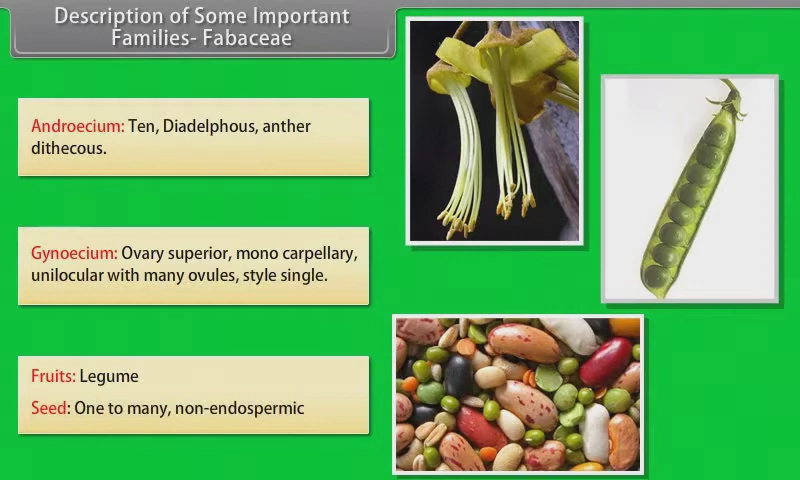 Description of Some Important
Families- Fabaceae
Androecium: Ten, Diadelphous, anther
dithecous.
Gynoecium: Ovary superior, mono carpellary,
unilocular with many ovules, style single.
Fruits: Legume
Seed: One to many, non-endospermic